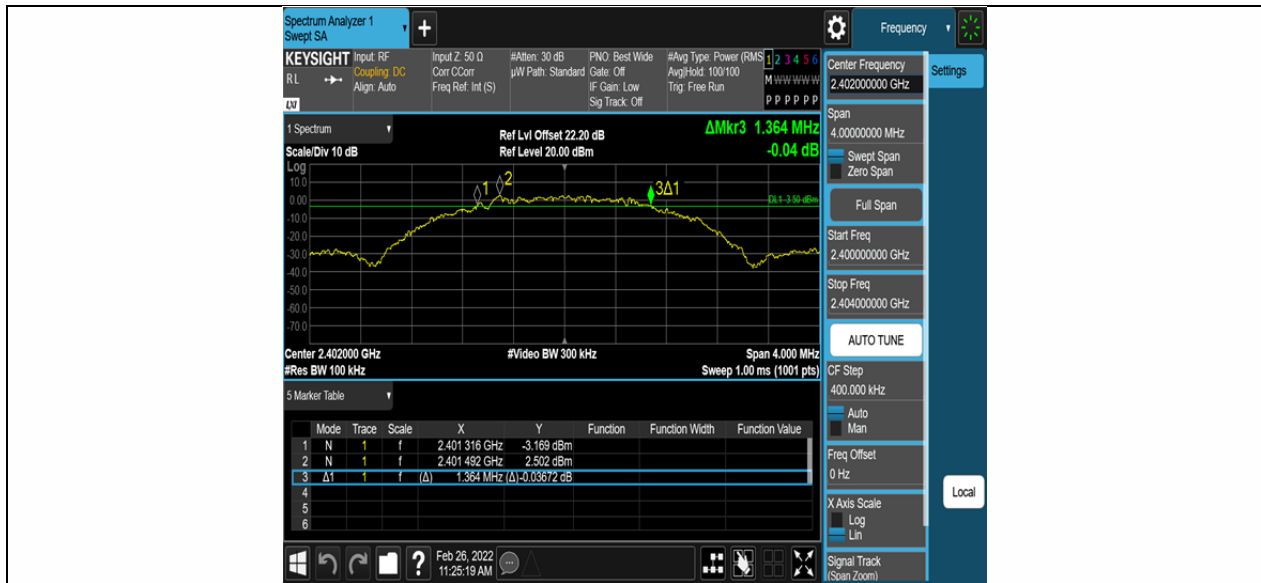 Spectrum Analyzer 1
Swept SA
+
Frequency
KEYSIGHT Input: RF Input Z: 50 Ω #Atten: 30 dB PNO: Best Wide #Avg Type: Power (RMS 1 2 3 4 5 6
RL Coupling: DC Corr CCorr µW Path: Standard Gate: Off Avg|Hold: 100/100 M W W W W W
Align: Auto Freq Ref: Int (S) IF Gain: Low Trig: Free Run
LXI Sig Track: Off P P P P P P
1 Spectrum
Ref Lvl Offset 22.20 dB
ΔMkr3 1.364 MHz
Scale/Div 10 dB Ref Level 20.00 dBm -0.04 dB
Log
10.0
0.00
-10.0
-20.0
-30.0
-40.0
-50.0
-60.0
-70.0
1
2
3Δ1
DL1 -3.50 dBm
Center 2.402000 GHz #Video BW 300 kHz Span 4.000 MHz
#Res BW 100 kHz Sweep 1.00 ms (1001 pts)
5 Marker Table
Mode Trace Scale X Y Function Function Width Function Value
1 N 1 f 2.401 316 GHz -3.169 dBm
2 N 1 f 2.401 492 GHz 2.502 dBm
3 Δ1 1 f (Δ) 1.364 MHz (Δ) -0.03672 dB
4
5
6
?
Feb 26, 2022
11:25:19 AM
Center Frequency
2.402000000 GHz
Settings
Span
4.00000000 MHz
Swept Span
Zero Span
Full Span
Start Freq
2.400000000 GHz
Stop Freq
2.404000000 GHz
AUTO TUNE
CF Step
400.000 kHz
Auto
Man
Freq Offset
0 Hz
Local
X Axis Scale
Log
Lin
Signal Track
(Span Zoom)